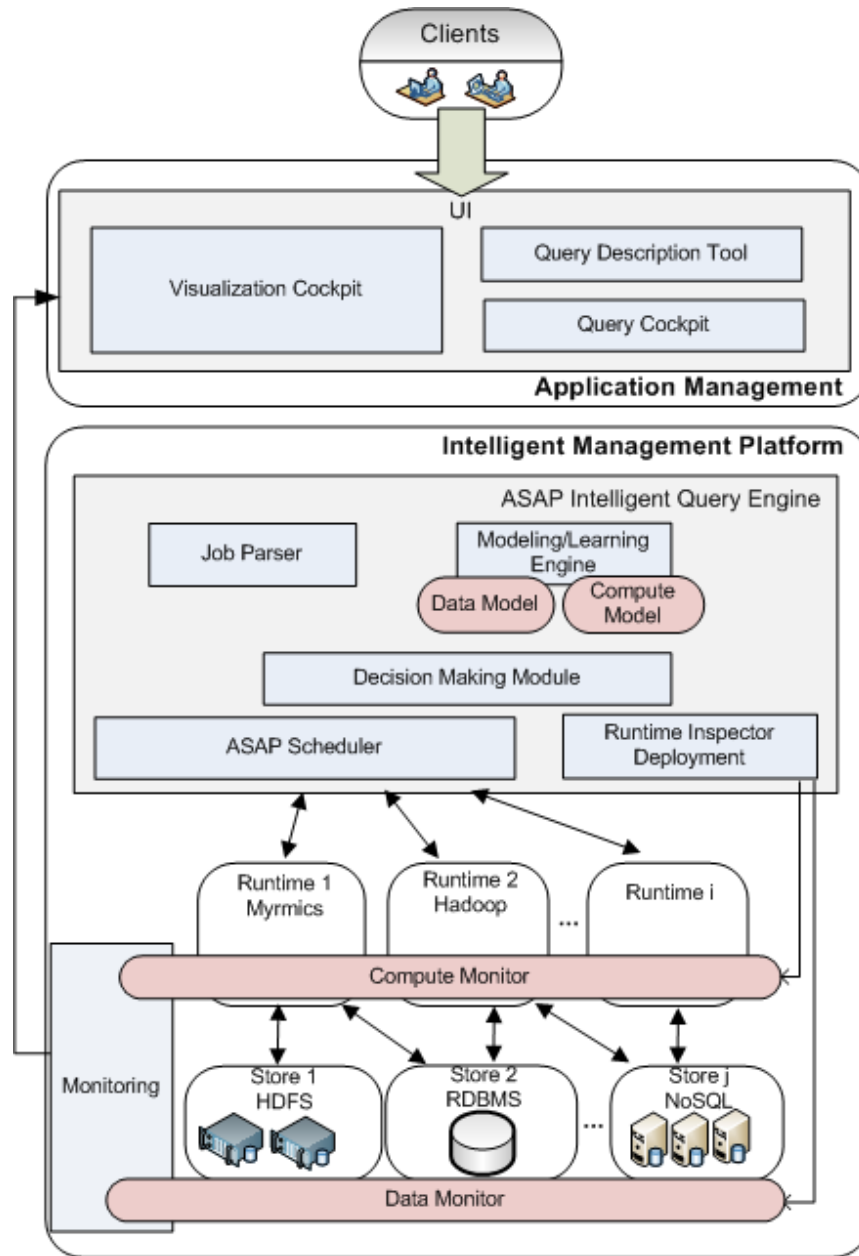 Clients
UI
Visualization Cockpit
Query Description Tool
Query Cockpit
Application Management
Intelligent Management Platform
ASAP Intelligent Query Engine
Job Parser
Modeling/Learning
Engine
Data Model
Compute
Model
Decision Making Module
ASAP Scheduler
Runtime Inspector
Deployment
Runtime 1
Myrmics
Runtime 2
Hadoop
...
Runtime i
Compute Monitor
Monitoring
Store 1
HDFS
Store 2
RDBMS
...
Store j
NoSQL
Data Monitor